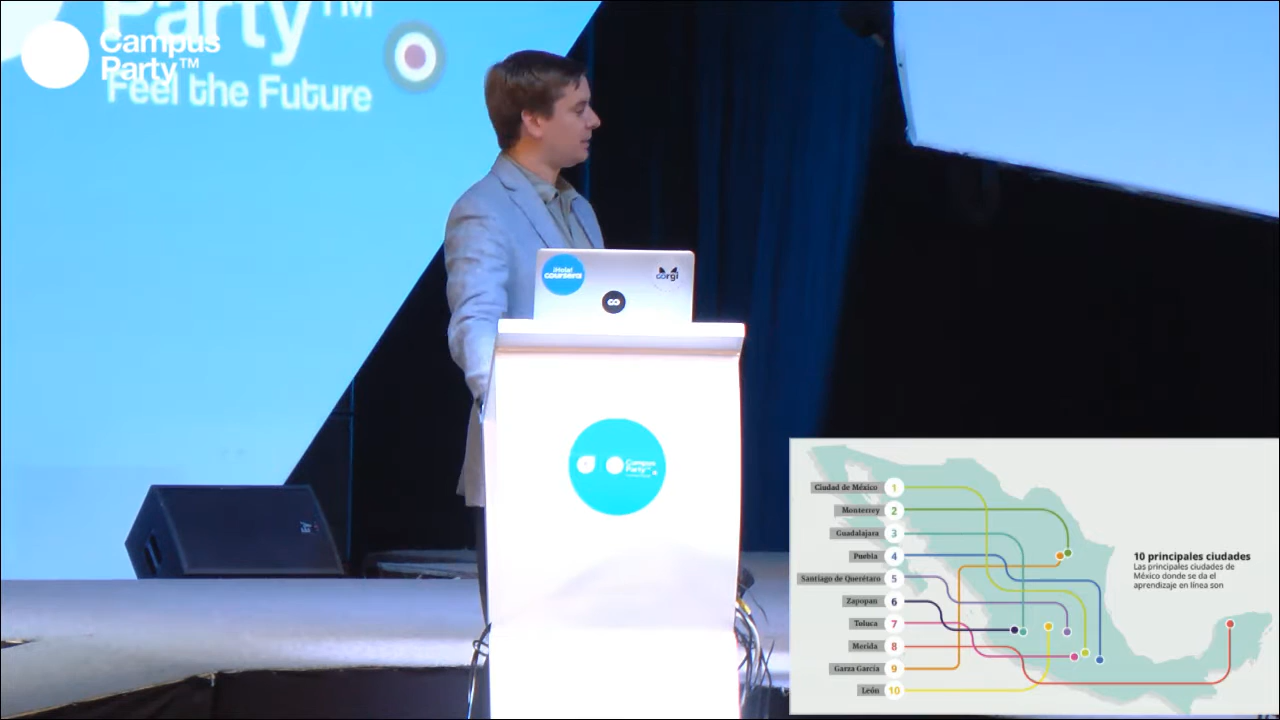 Party™
Feel the Future
Campus
Party™
¡Hola!
coursera
corgi
Campus
Party™
Ciudad de México 1
Monterrey 2
Guadalajara 3
Puebla 4
Santiago de Querétaro 5
Zapopan 6
Toluca 7
Merida 8
Garza García 9
León 10
10 principales ciudades
Las principales ciudades de
México donde se da el
aprendizaje en línea son